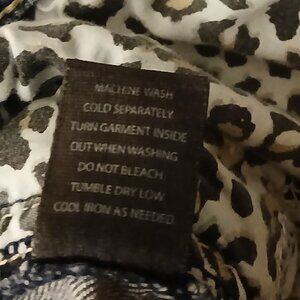 MACHINE WASH
COLD SEPARATELY
TURN GARMENT INSIDE
OUT WHEN WASHING
DO NOT BLEACH
TUMBLE DRY LOW
COOL IRON AS NEEDED